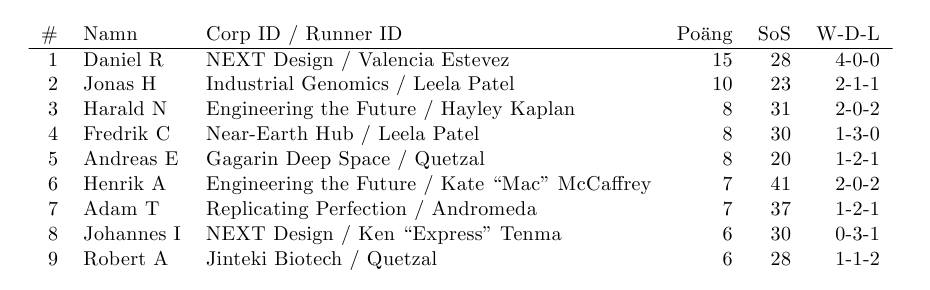 # Namn Corp ID / Runner ID Poäng SoS W-D-L
1 Daniel R NEXT Design / Valencia Estevez 15 28 4-0-0
2 Jonas H Industrial Genomics / Leela Patel 10 23 2-1-1
3 Harald N Engineering the Future / Hayley Kaplan 8 31 2-0-2
4 Fredrik C Near-Earth Hub / Leela Patel 8 30 1-3-0
5 Andreas E Gagarin Deep Space / Quetzal 8 20 1-2-1
6 Henrik A Engineering the Future / Kate “Mac” McCaffrey 7 41 2-0-2
7 Adam T Replicating Perfection / Andromeda 7 37 1-2-1
8 Johannes I NEXT Design / Ken “Express” Tenma 6 30 0-3-1
9 Robert A Jinteki Biotech / Quetzal 6 28 1-1-2